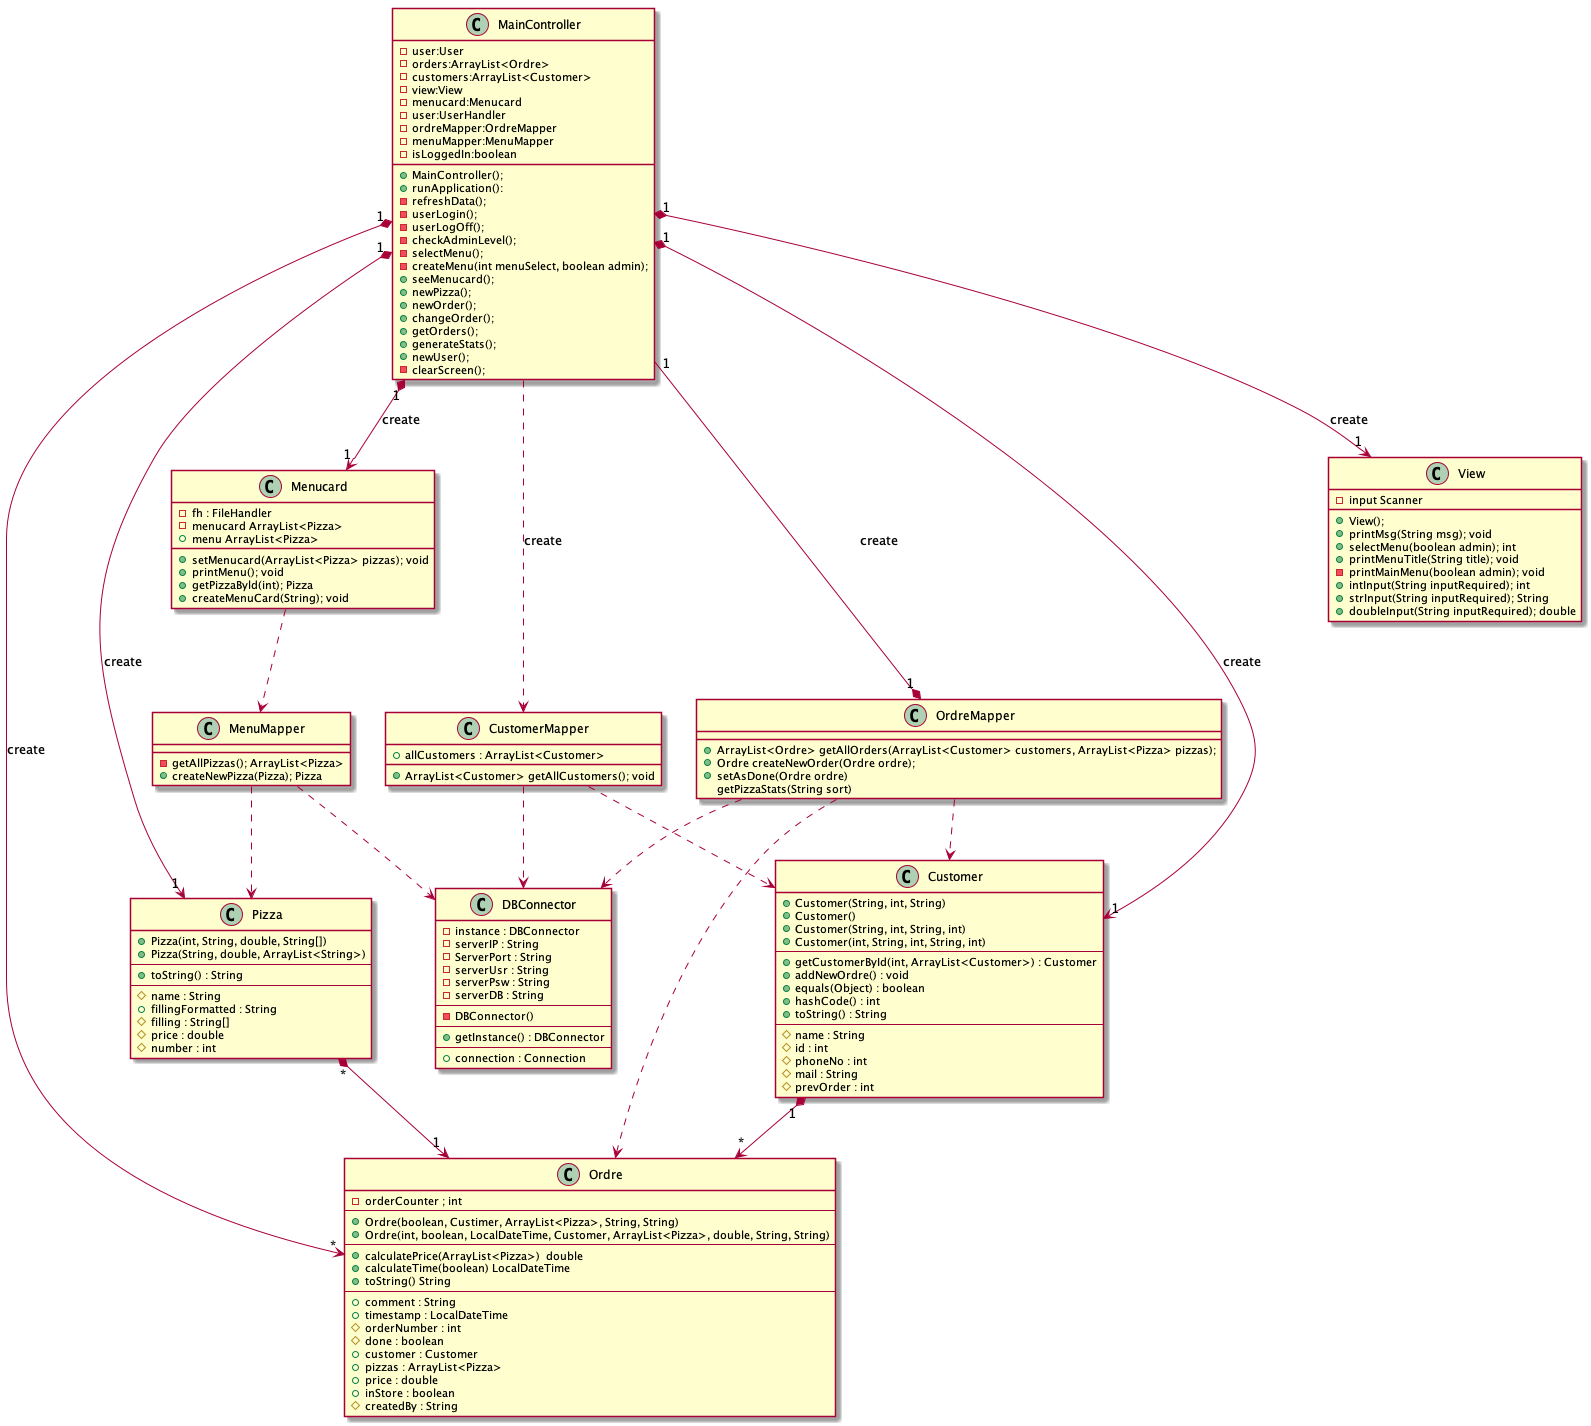 C MainController
user:User
orders:ArrayList<Ordre>
customers:ArrayList<Customer>
view:View
menucard:Menucard
user:UserHandler
ordreMapper:OrdreMapper
menuMapper:MenuMapper
isLoggedIn:boolean
MainController();
runApplication():
refreshData();
userLogin();
userLogOff();
checkAdminLevel();
selectMenu();
createMenu(int menuSelect, boolean admin);
seeMenucard();
newPizza();
newOrder();
changeOrder();
getOrders();
generateStats();
newUser();
clearScreen();
1
1
1
1
1
1
create
create
1
1
C Menucard
fh : FileHandler
menucard ArrayList<Pizza>
menu ArrayList<Pizza>
setMenucard(ArrayList<Pizza> pizzas); void
printMenu(); void
getPizzaById(int); Pizza
createMenuCard(String); void
C View
input Scanner
View();
printMsg(String msg); void
selectMenu(boolean admin); int
printMenuTitle(String title); void
printMainMenu(boolean admin); void
intInput(String inputRequired); int
strInput(String inputRequired); String
doubleInput(String inputRequired); double
create
create
create
create
1
create
C MenuMapper
getAllPizzas(); ArrayList<Pizza>
createNewPizza(Pizza); Pizza
C CustomerMapper
allCustomers : ArrayList<Customer>
ArrayList<Customer> getAllCustomers(); void
C OrdreMapper
ArrayList<Ordre> getAllOrders(ArrayList<Customer> customers, ArrayList<Pizza> pizzas);
Ordre createNewOrder(Ordre ordre);
setAsDone(Ordre ordre)
getPizzaStats(String sort)
1
1
C Pizza
Pizza(int, String, double, String[])
Pizza(String, double, ArrayList<String>)
toString() : String
name : String
fillingFormatted : String
filling : String[]
price : double
number : int
C DBConnector
instance : DBConnector
serverIP : String
ServerPort : String
serverUsr : String
serverPsw : String
serverDB : String
DBConnector()
getInstance() : DBConnector
connection : Connection
C Customer
Customer(String, int, String)
Customer()
Customer(String, int, String, int)
Customer(int, String, int, String, int)
getCustomerById(int, ArrayList<Customer>) : Customer
addNewOrdre() : void
equals(Object) : boolean
hashCode() : int
toString() : String
name : String
id : int
phoneNo : int
mail : String
prevOrder : int
*
1
1
*
*
C Ordre
orderCounter ; int
Ordre(boolean, Custimer, ArrayList<Pizza>, String, String)
Ordre(int, boolean, LocalDateTime, Customer, ArrayList<Pizza>, double, String, String)
calculatePrice(ArrayList<Pizza>) double
calculateTime(boolean) LocalDateTime
toString() String
comment : String
timestamp : LocalDateTime
orderNumber : int
done : boolean
customer : Customer
pizzas : ArrayList<Pizza>
price : double
inStore : boolean
createdBy : String